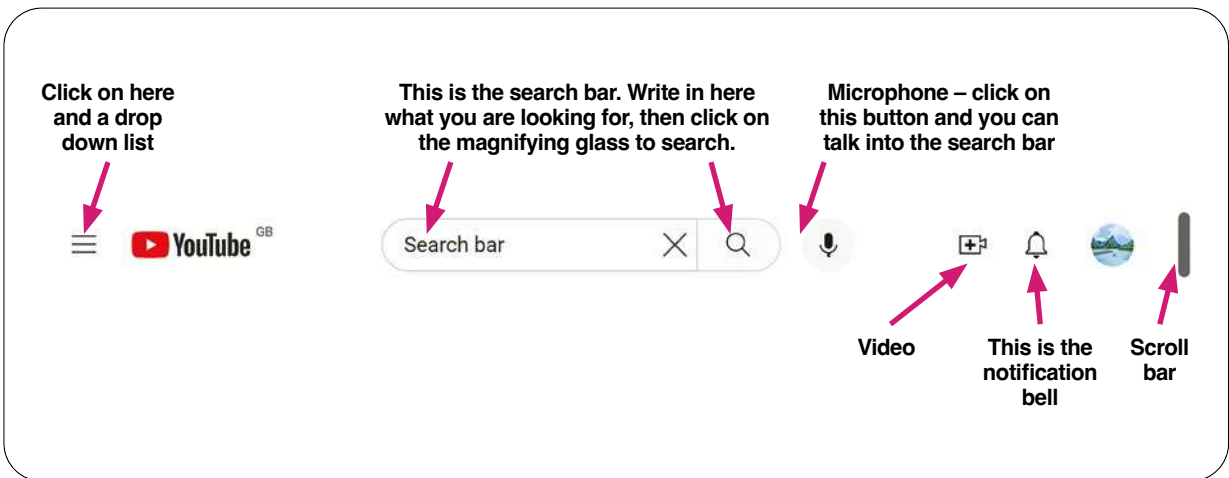 Click on here
and a drop
down list
This is the search bar. Write in here
what you are looking for, then click on
the magnifying glass to search.
Microphone – click on
this button and you can
talk into the search bar
YouTube GB
Search bar
Video
This is the
notification
bell
Scroll
bar